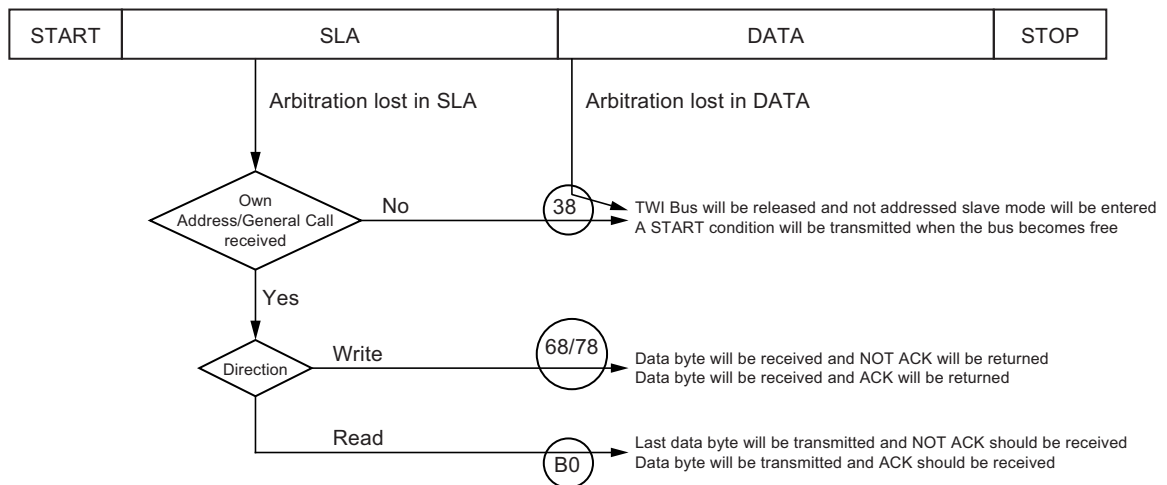 START SLA DATA STOP
Arbitration lost in SLA Arbitration lost in DATA
Own
Address/General Call
received
No
38
TWI Bus will be released and not addressed slave mode will be entered
A START condition will be transmitted when the bus becomes free
Yes
Direction
Write
68/78
Data byte will be received and NOT ACK will be returned
Data byte will be received and ACK will be returned
Read
B0
Last data byte will be transmitted and NOT ACK should be received
Data byte will be transmitted and ACK should be received